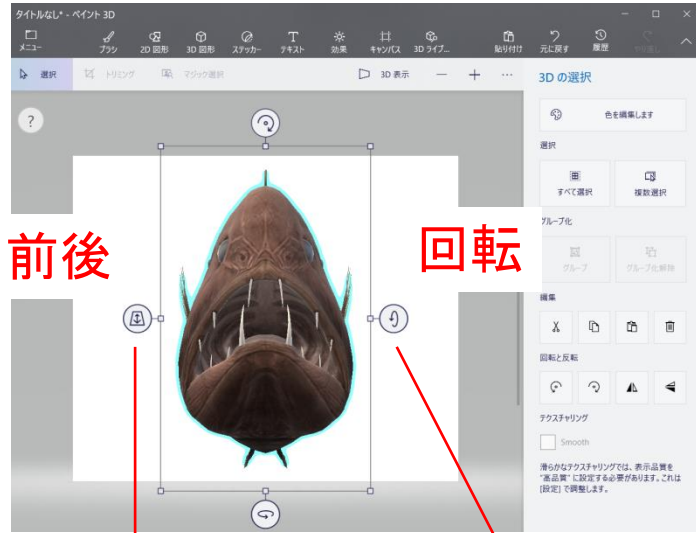 タイトルなし* - ペイント 3D
メニュー
ブラシ
2D 図形
3D 図形
ステッカー
テキスト
効果
キャンバス
3D ライブ...
貼り付け
元に戻す
履歴
やり直し
選択
トリミング
マジック選択
3D 表示
3D の選択
?
色を編集します
選択
すべて選択
複数選択
前後
回転
グループ化
グループ
グループ化解除
編集
回転と反転
テクスチャリング
Smooth
滑らかなテクスチャリングでは、表示品質を
"高品質" に設定する必要があります。これは
[設定] で調整します。